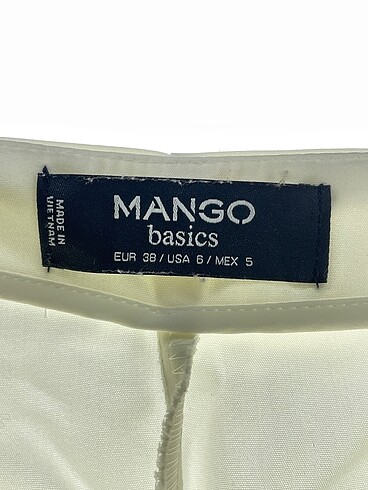 MADE IN
VIETNAM
MANGO
basics
EUR 38 / USA 6 / MEX 5